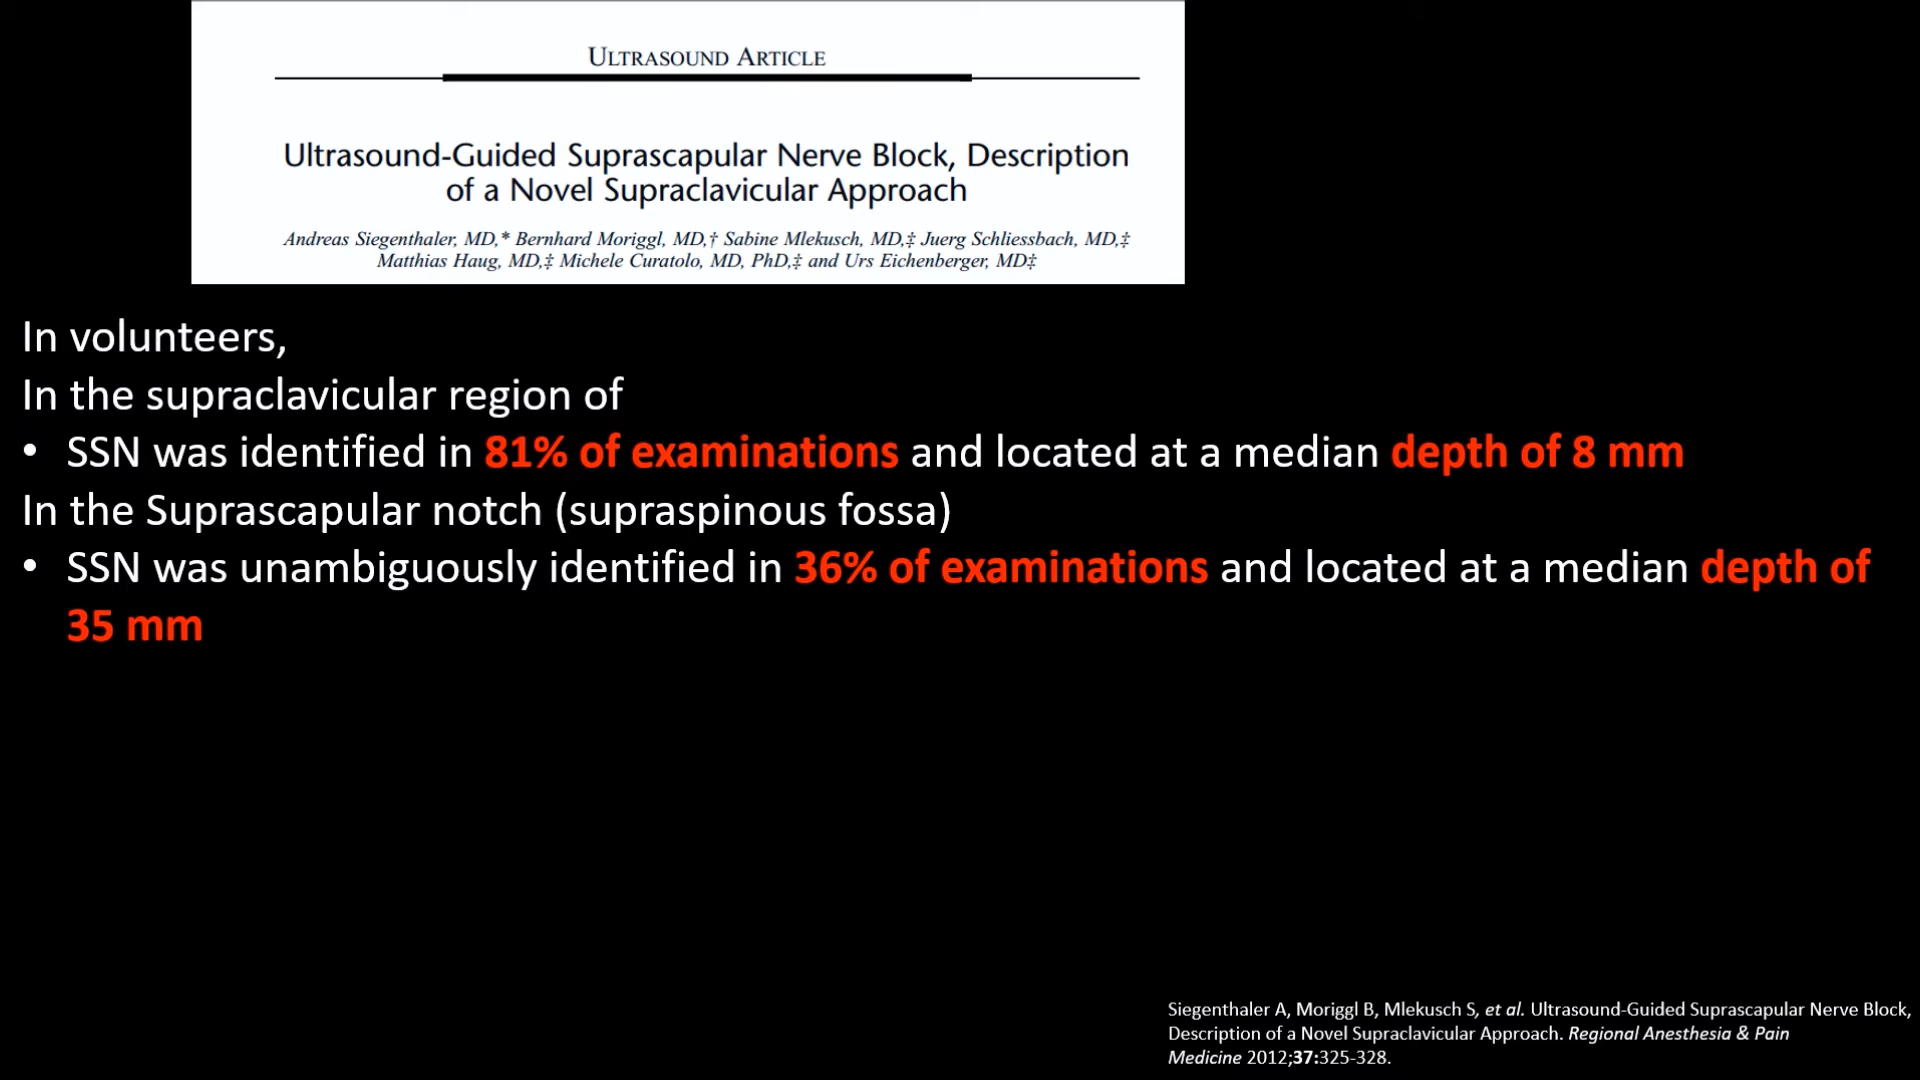 ULTRASOUND ARTICLE
Ultrasound-Guided Suprascapular Nerve Block, Description
of a Novel Supraclavicular Approach
Andreas Siegenthaler, MD,* Bernhard Moriggl, MD,† Sabine Mlekusch, MD,‡ Juerg Schliessbach, MD,‡
Matthias Haug, MD,‡ Michele Curatolo, MD, PhD,‡ and Urs Eichenberger, MD‡
In volunteers,
In the supraclavicular region of
• SSN was identified in 81% of examinations and located at a median depth of 8 mm
In the Suprascapular notch (supraspinous fossa)
• SSN was unambiguously identified in 36% of examinations and located at a median depth of
35 mm
Siegenthaler A, Moriggl B, Mlekusch S, et al. Ultrasound-Guided Suprascapular Nerve Block,
Description of a Novel Supraclavicular Approach. Regional Anesthesia & Pain
Medicine 2012;37:325-328.